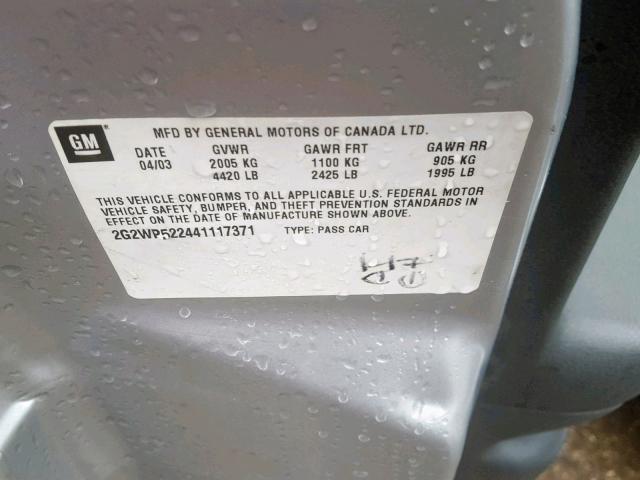 GM
MFD BY GENERAL MOTORS OF CANADA LTD.
DATE GVWR GAWR FRT GAWR RR
04/03 2005 KG 1100 KG 905 KG
4420 LB 2425 LB 1995 LB
THIS VEHICLE CONFORMS TO ALL APPLICABLE U.S. FEDERAL MOTOR
VEHICLE SAFETY, BUMPER, AND THEFT PREVENTION STANDARDS IN
EFFECT ON THE DATE OF MANUFACTURE SHOWN ABOVE.
2G2WP522441117371 TYPE: PASS CAR